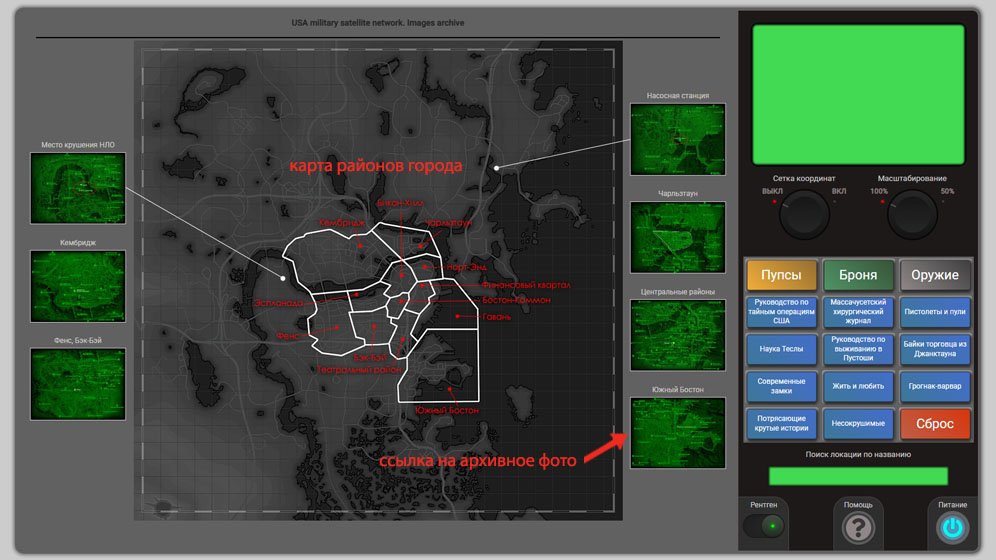 USA military satellite network. Images archive
Место крушения НЛО
Кембридж
Фенс, Бэк-Бэй
карта районов города
Бикон-Хилл
Кембридж
Чарльзтаун
Норт-Энд
Финансовый квартал
Эспланада
Бостон-Коммон
Гавань
Фенс
Бэк-Бэй
Театральный район
Южный Бостон
ссылка на архивное фото
Насосная станция
Чарльзтаун
Центральные районы
Южный Бостон
Сетка координат
ВЫКЛ
ВКЛ
Масштабирование
100%
50%
Пупсы
Броня
Оружие
Руководство по
тайным операциям
США
Массачусетский
хирургический
журнал
Пистолеты и пули
Наука Теслы
Руководство по
выживанию в
Пустоши
Байки торговца из
Джанктауна
Современные
замки
Жить и любить
Грогнак-варвар
Потрясающие
крутые истории
Несокрушимые
Сброс
Поиск локации по названию
Рентген
Помощь
?
Питание